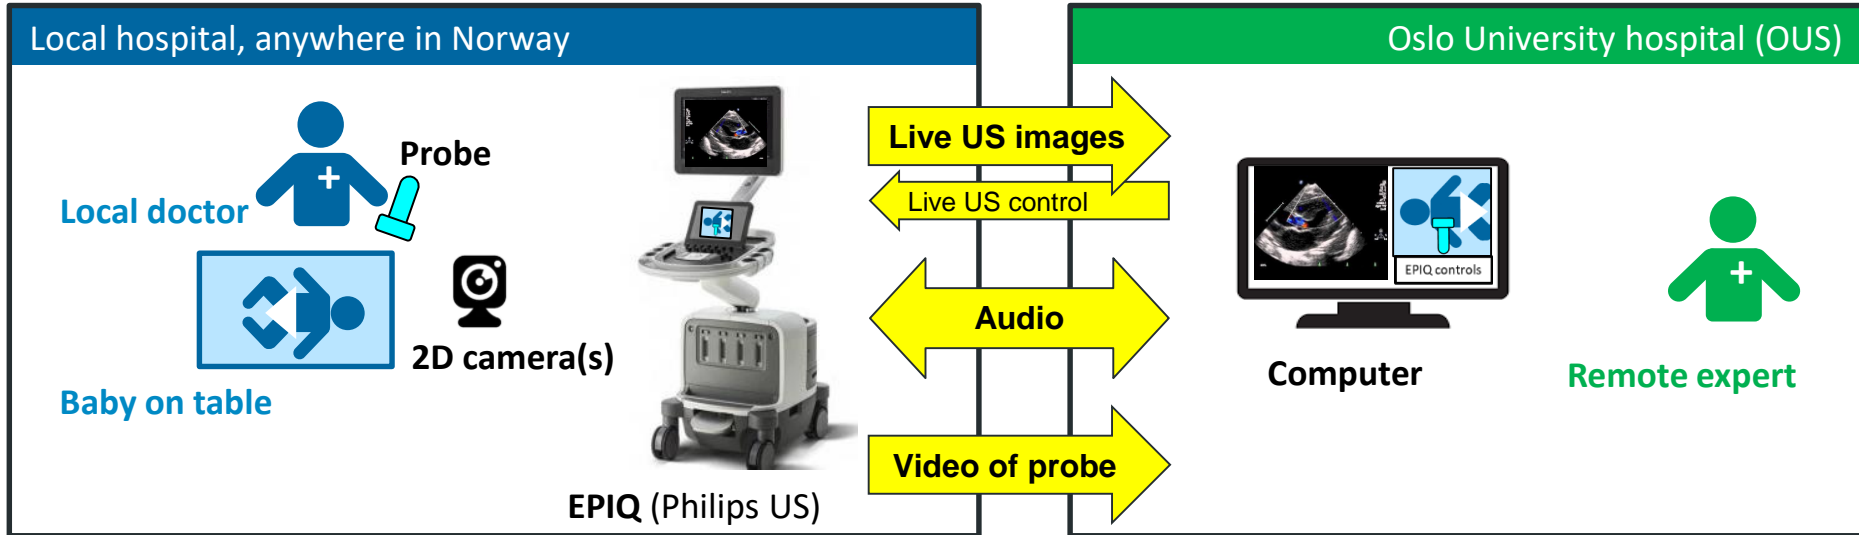 Local hospital, anywhere in Norway
Oslo University hospital (OUS)
Probe
Local doctor
2D camera(s)
Baby on table
EPIQ (Philips US)
Live US images
Live US control
Audio
Video of probe
EPIQ controls
Computer
Remote expert